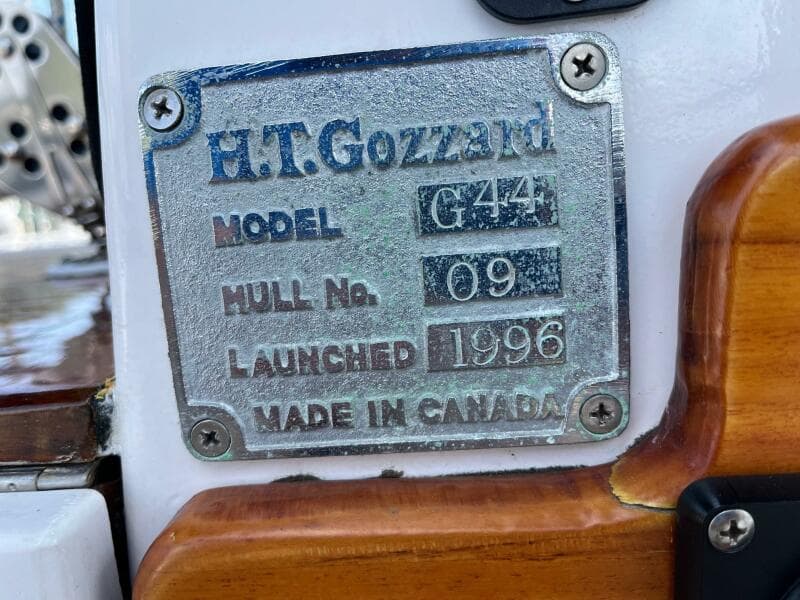 H.T.Gozzard
MODEL G44
HULL No. 09
LAUNCHED 1996
MADE IN CANADA